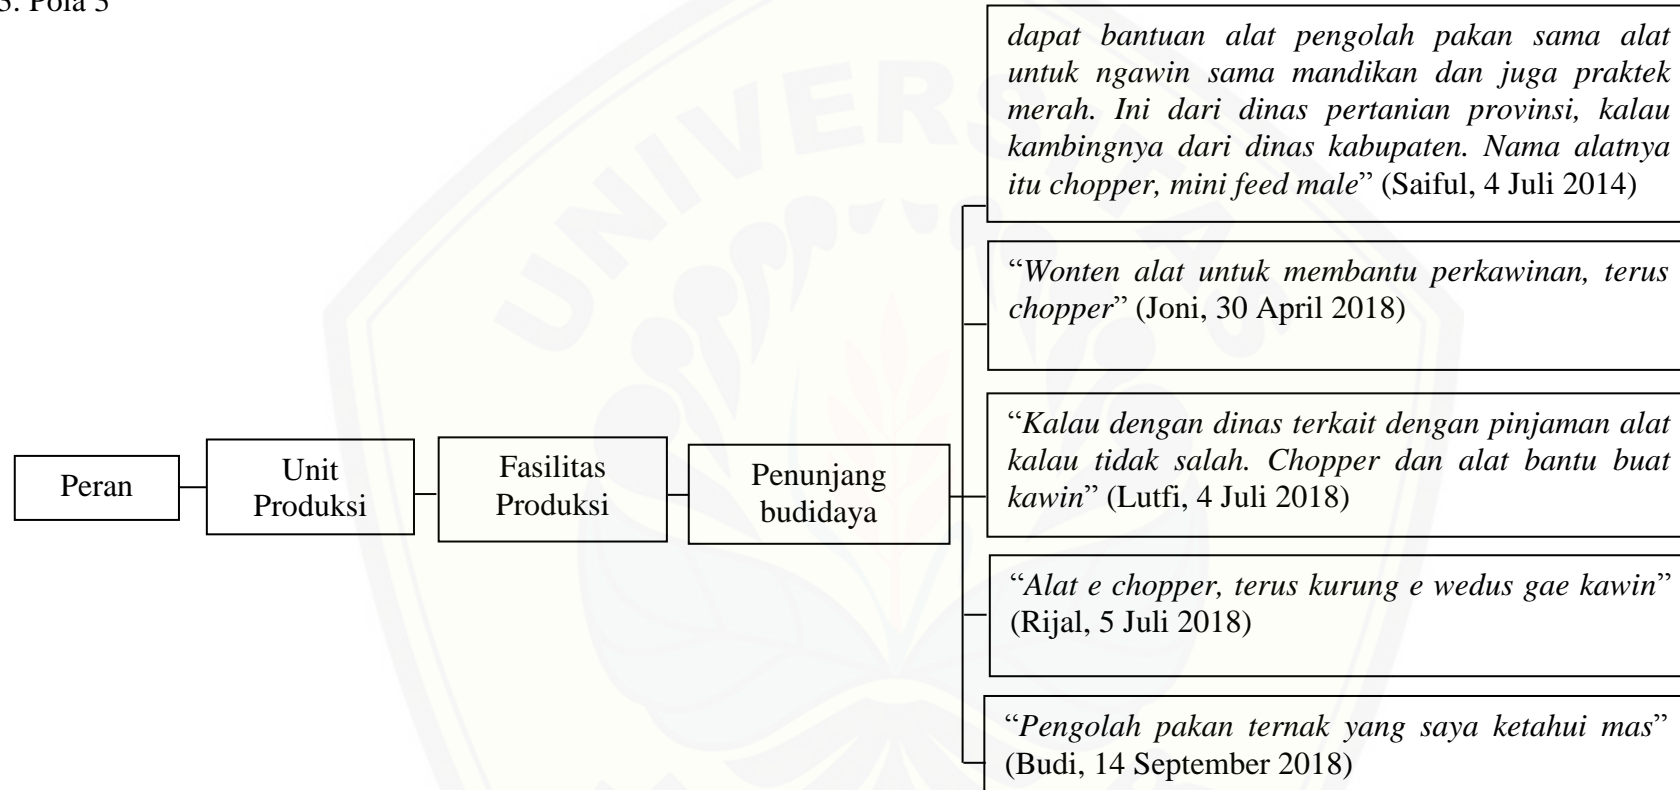 3. Pola 3
dapat bantuan alat pengolah pakan sama alat
untuk ngawin sama mandikan dan juga praktek
merah. Ini dari dinas pertanian provinsi, kalau
kambingnya dari dinas kabupaten. Nama alatnya
itu chopper, mini feed male” (Saiful, 4 Juli 2014)
“Wonten alat untuk membantu perkawinan, terus
chopper” (Joni, 30 April 2018)
“Kalau dengan dinas terkait dengan pinjaman alat
kalau tidak salah. Chopper dan alat bantu buat
kawin” (Lutfi, 4 Juli 2018)
Peran
Unit
Produksi
Fasilitas
Produksi
Penunjang
budidaya
“Alat e chopper, terus kurung e wedus gae kawin”
(Rijal, 5 Juli 2018)
“Pengolah pakan ternak yang saya ketahui mas”
(Budi, 14 September 2018)
UNIVERSITAS